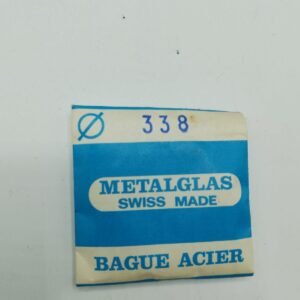 Ø 338
METALGLAS
SWISS MADE
BAGUE ACIER